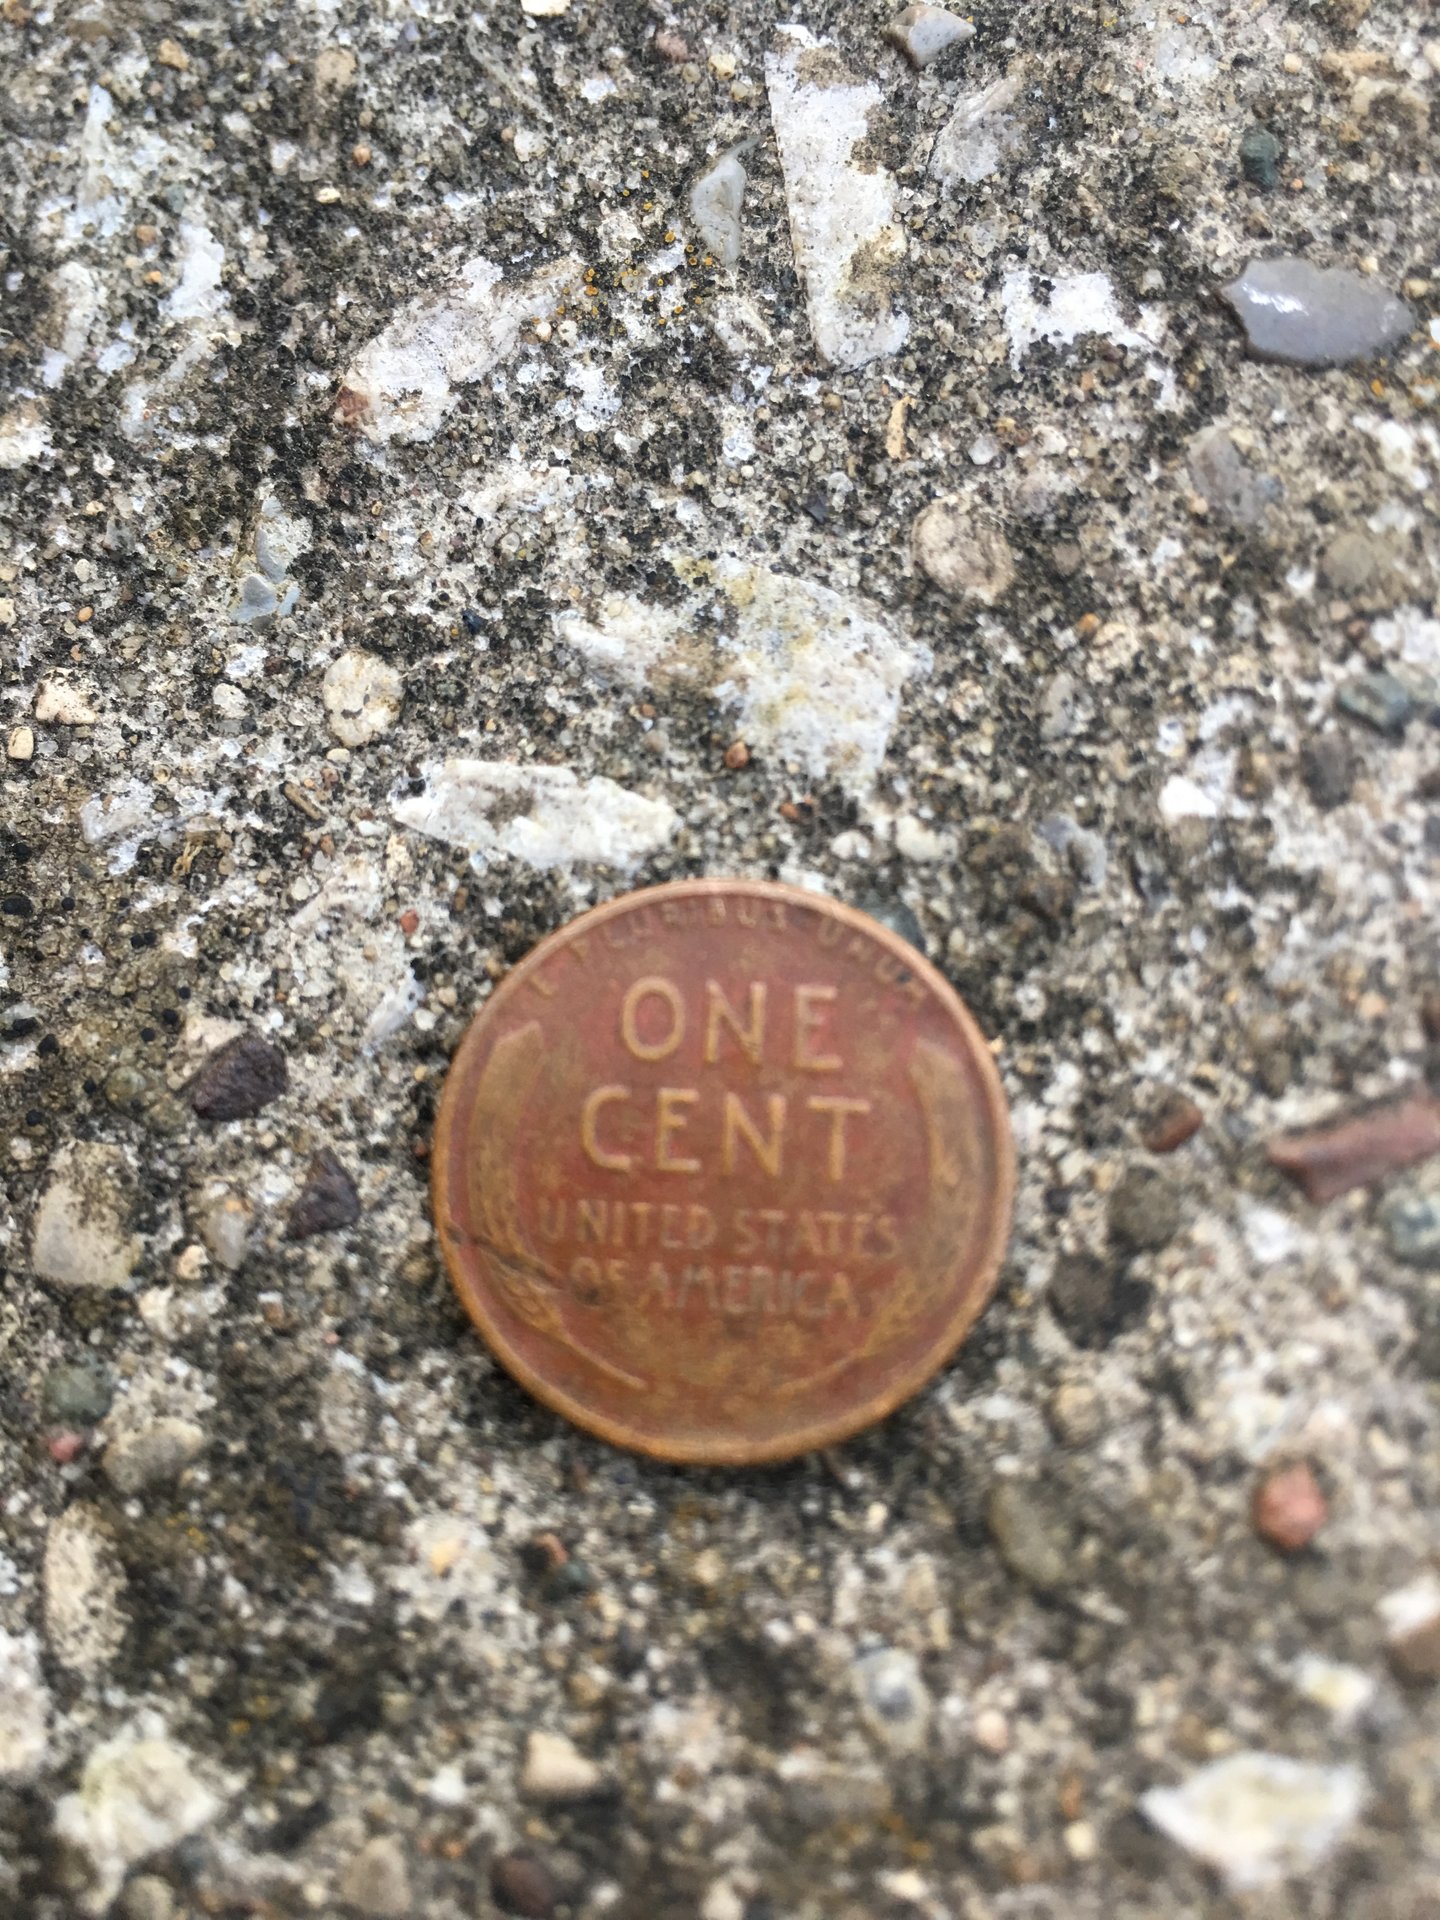 E · PLURIBUS · UNUM
ONE
CENT
UNITED STATES
OF AMERICA